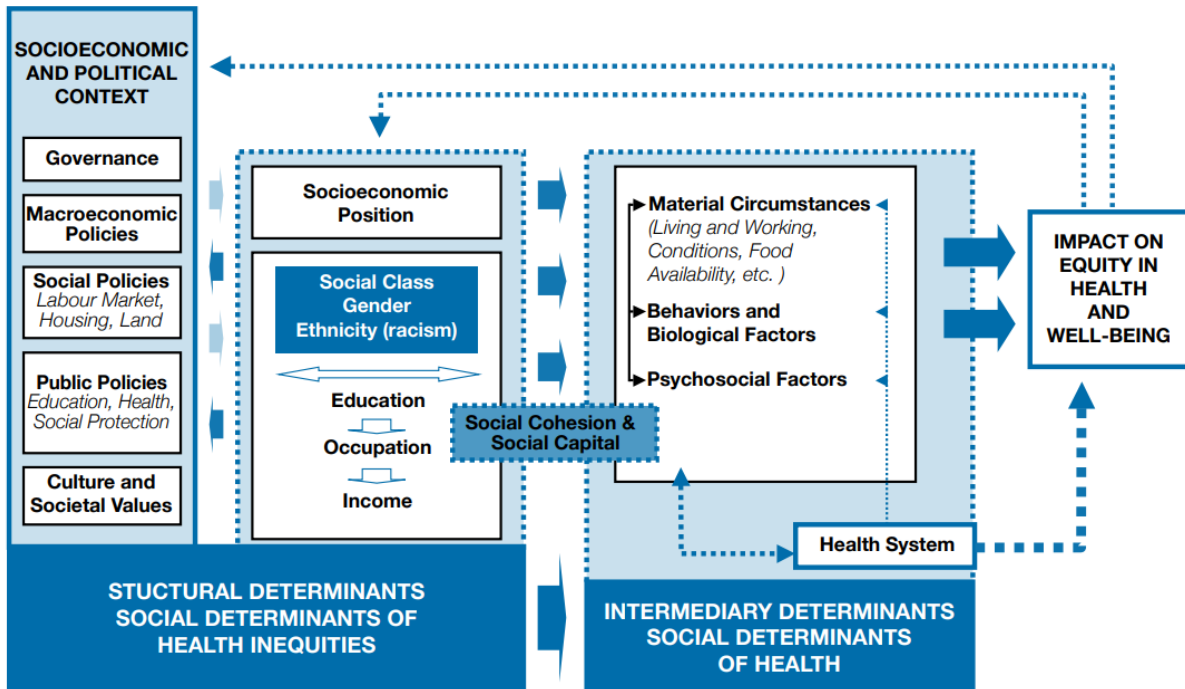 SOCIOECONOMIC
AND POLITICAL
CONTEXT
Governance
Macroeconomic
Policies
Social Policies
Labour Market,
Housing, Land
Public Policies
Education, Health,
Social Protection
Culture and
Societal Values
Socioeconomic
Position
Social Class
Gender
Ethnicity (racism)
Education
Occupation
Income
Social Cohesion &
Social Capital
Material Circumstances
(Living and Working,
Conditions, Food
Availability, etc. )
Behaviors and
Biological Factors
Psychosocial Factors
Health System
IMPACT ON
EQUITY IN
HEALTH
AND
WELL-BEING
STUCTURAL DETERMINANTS
SOCIAL DETERMINANTS OF
HEALTH INEQUITIES
INTERMEDIARY DETERMINANTS
SOCIAL DETERMINANTS
OF HEALTH